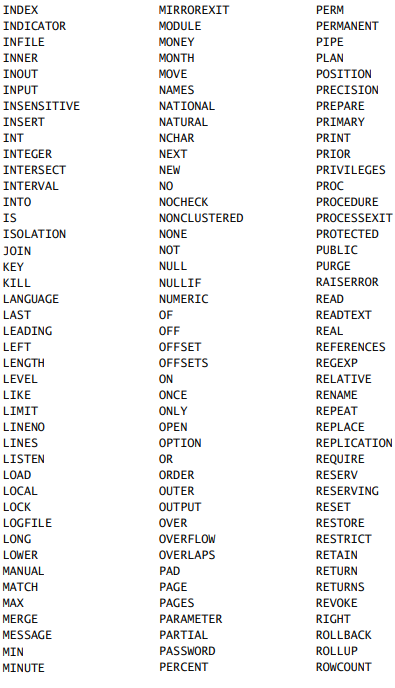 INDEX MIRROREXIT PERM
INDICATOR MODULE PERMANENT
INFILE MONEY PIPE
INNER MONTH PLAN
INOUT MOVE POSITION
INPUT NAMES PRECISION
INSENSITIVE NATIONAL PREPARE
INSERT NATURAL PRIMARY
INT NCHAR PRINT
INTEGER NEXT PRIOR
INTERSECT NEW PRIVILEGES
INTERVAL NO PROC
INTO NOCHECK PROCEDURE
IS NONCLUSTERED PROCESSEXIT
ISOLATION NONE PROTECTED
JOIN NOT PUBLIC
KEY NULL PURGE
KILL NULLIF RAISERROR
LANGUAGE NUMERIC READ
LAST OF READTEXT
LEADING OFF REAL
LEFT OFFSET REFERENCES
LENGTH OFFSETS REGEXP
LEVEL ON RELATIVE
LIKE ONCE RENAME
LIMIT ONLY REPEAT
LINENO OPEN REPLACE
LINES OPTION REPLICATION
LISTEN OR REQUIRE
LOAD ORDER RESERV
LOCAL OUTER RESERVING
LOCK OUTPUT RESET
LOGFILE OVER RESTORE
LONG OVERFLOW RESTRICT
LOWER OVERLAPS RETAIN
MANUAL PAD RETURN
MATCH PAGE RETURNS
MAX PAGES REVOKE
MERGE PARAMETER RIGHT
MESSAGE PARTIAL ROLLBACK
MIN PASSWORD ROLLUP
MINUTE PERCENT ROWCOUNT